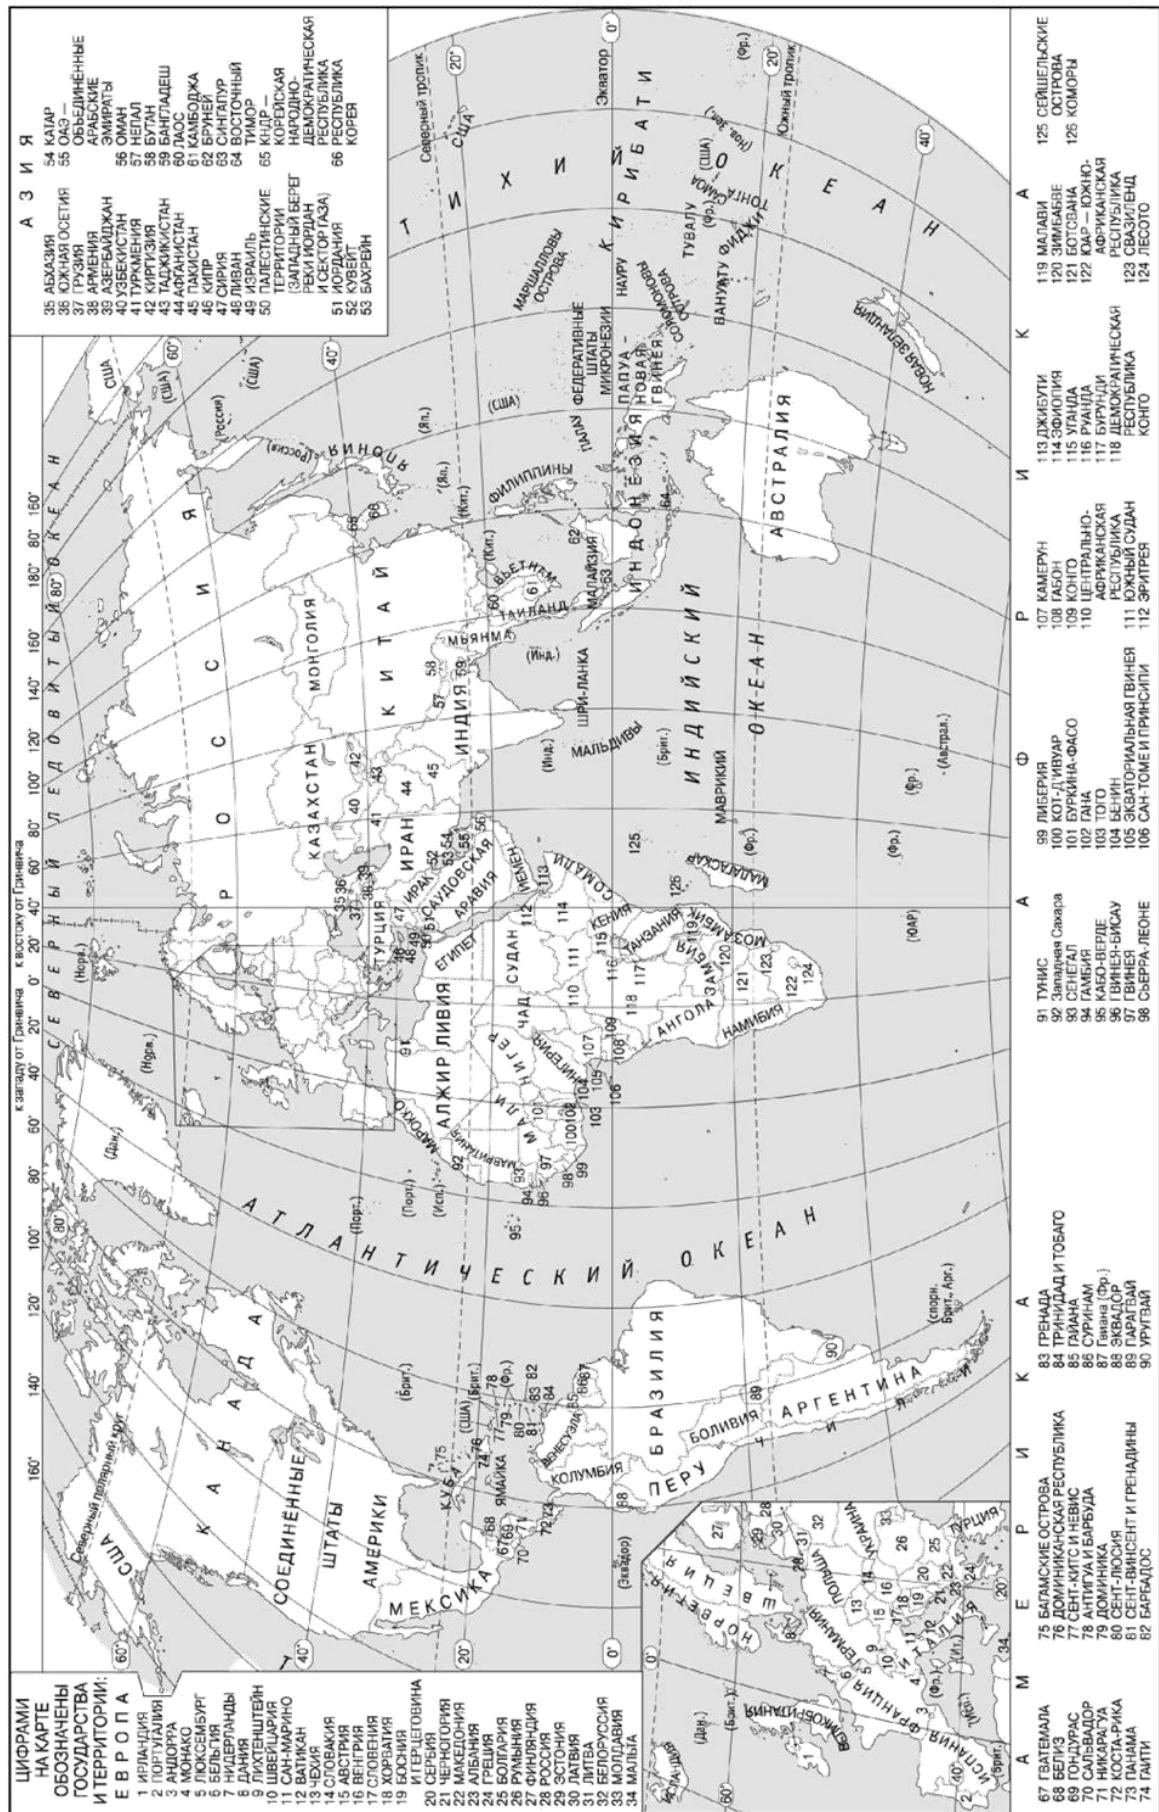 ЦИФРАМИ
НА КАРТЕ
ОБОЗНАЧЕНЫ
ГОСУДАРСТВА
И ТЕРРИТОРИИ:
ЕВРОПА
1 ИРЛАНДИЯ
2 ПОРТУГАЛИЯ
3 АНДОРРА
4 МОНАКО
5 ЛЮКСЕМБУРГ
6 БЕЛЬГИЯ
7 НИДЕРЛАНДЫ
8 ДАНИЯ
9 ЛИХТЕНШТЕЙН
10 ШВЕЙЦАРИЯ
11 САН-МАРИНО
12 ВАТИКАН
13 ЧЕХИЯ
14 СЛОВАКИЯ
15 АВСТРИЯ
16 ВЕНГРИЯ
17 СЛОВЕНИЯ
18 ХОРВАТИЯ
19 БОСНИЯ
И ГЕРЦЕГОВИНА
20 СЕРБИЯ
21 ЧЕРНОГОРИЯ
22 МАКЕДОНИЯ
23 АЛБАНИЯ
24 ГРЕЦИЯ
25 БОЛГАРИЯ
26 РУМЫНИЯ
27 ФИНЛЯНДИЯ
28 РОССИЯ
29 ЭСТОНИЯ
30 ЛАТВИЯ
31 ЛИТВА
32 БЕЛОРУССИЯ
33 МОЛДАВИЯ
34 МАЛЬТА
к западу от Гринвича
к востоку от Гринвича
СЕВЕРНЫЙ ЛЕДОВИТЫЙ ОКЕАН
АТЛАНТИЧЕСКИЙ ОКЕАН
ИНДИЙСКИЙ
ОКЕАН
ТИХИЙ ОКЕАН
Северный полярный круг
Северный тропик
Экватор
Южный тропик
США
КАНАДА
СОЕДИНЁННЫЕ
ШТАТЫ
АМЕРИКИ
МЕКСИКА
КУБА
ЯМАЙКА
ВЕНЕСУЭЛА
КОЛУМБИЯ
ПЕРУ
БРАЗИЛИЯ
БОЛИВИЯ
ЧИЛИ
АРГЕНТИНА
(Эквадор)
(спорн.
Брит., Арг.)
РОССИЯ
КАЗАХСТАН
МОНГОЛИЯ
КИТАЙ
ЯПОНИЯ
ТУРЦИЯ
ИРАК
ИРАН
САУДОВСКАЯ
АРАВИЯ
ЙЕМЕН
ИНДИЯ
МЬЯНМА
ТАИЛАНД
ВЬЕТНАМ
МАЛАЙЗИЯ
ФИЛИППИНЫ
ИНДОНЕЗИЯ
ШРИ-ЛАНКА
МАЛЬДИВЫ
МАРОККО
АЛЖИР
ЛИВИЯ
ЕГИПЕТ
МАВРИТАНИЯ
МАЛИ
НИГЕР
ЧАД
СУДАН
НИГЕРИЯ
СОМАЛИ
КЕНИЯ
ТАНЗАНИЯ
АНГОЛА
ЗАМБИЯ
МОЗАМБИК
НАМИБИЯ
МАДАГАСКАР
МАВРИКИЙ
АВСТРАЛИЯ
НОВАЯ ЗЕЛАНДИЯ
ПАПУА -
НОВАЯ
ГВИНЕЯ
ПАЛАУ
ФЕДЕРАТИВНЫЕ
ШТАТЫ
МИКРОНЕЗИИ
МАРШАЛЛОВЫ
ОСТРОВА
НАУРУ
КИРИБАТИ
СОЛОМОНОВЫ
ОСТРОВА
ТУВАЛУ
ВАНУАТУ
ФИДЖИ
ТОНГА
САМОА
ИСЛАНДИЯ
НОРВЕГИЯ
ШВЕЦИЯ
ВЕЛИКОБРИТАНИЯ
ГЕРМАНИЯ
ПОЛЬША
УКРАИНА
ФРАНЦИЯ
ИСПАНИЯ
ИТАЛИЯ
ТУРЦИЯ
АЗИЯ
35 АБХАЗИЯ
36 ЮЖНАЯ ОСЕТИЯ
37 ГРУЗИЯ
38 АРМЕНИЯ
39 АЗЕРБАЙДЖАН
40 УЗБЕКИСТАН
41 ТУРКМЕНИЯ
42 КИРГИЗИЯ
43 ТАДЖИКИСТАН
44 АФГАНИСТАН
45 ПАКИСТАН
46 КИПР
47 СИРИЯ
48 ЛИВАН
49 ИЗРАИЛЬ
50 ПАЛЕСТИНСКИЕ
ТЕРРИТОРИИ
(ЗАПАДНЫЙ БЕРЕГ
РЕКИ ИОРДАН
И СЕКТОР ГАЗА)
51 ИОРДАНИЯ
52 КУВЕЙТ
53 БАХРЕЙН
54 КАТАР
55 ОАЭ —
ОБЪЕДИНЁННЫЕ
АРАБСКИЕ
ЭМИРАТЫ
56 ОМАН
57 НЕПАЛ
58 БУТАН
59 БАНГЛАДЕШ
60 ЛАОС
61 КАМБОДЖА
62 БРУНЕЙ
63 СИНГАПУР
64 ВОСТОЧНЫЙ
ТИМОР
65 КНДР —
КОРЕЙСКАЯ
НАРОДНО-
ДЕМОКРАТИЧЕСКАЯ
РЕСПУБЛИКА
66 РЕСПУБЛИКА
КОРЕЯ
АМЕРИКА
67 ГВАТЕМАЛА
68 БЕЛИЗ
69 ГОНДУРАС
70 САЛЬВАДОР
71 НИКАРАГУА
72 КОСТА-РИКА
73 ПАНАМА
74 ГАИТИ
75 БАГАМСКИЕ ОСТРОВА
76 ДОМИНИКАНСКАЯ РЕСПУБЛИКА
77 СЕНТ-КИТС И НЕВИС
78 АНТИГУА И БАРБУДА
79 ДОМИНИКА
80 СЕНТ-ЛЮСИЯ
81 СЕНТ-ВИНСЕНТ И ГРЕНАДИНЫ
82 БАРБАДОС
83 ГРЕНАДА
84 ТРИНИДАД И ТОБАГО
85 ГАЙАНА
86 СУРИНАМ
87 Гвиана (Фр.)
88 ЭКВАДОР
89 ПАРАГВАЙ
90 УРУГВАЙ
АФРИКА
91 ТУНИС
92 Западная Сахара
93 СЕНЕГАЛ
94 ГАМБИЯ
95 КАБО-ВЕРДЕ
96 ГВИНЕЯ-БИСАУ
97 ГВИНЕЯ
98 СЬЕРРА-ЛЕОНЕ
99 ЛИБЕРИЯ
100 КОТ-Д'ИВУАР
101 БУРКИНА-ФАСО
102 ГАНА
103 ТОГО
104 БЕНИН
105 ЭКВАТОРИАЛЬНАЯ ГВИНЕЯ
106 САН-ТОМЕ И ПРИНСИПИ
107 КАМЕРУН
108 ГАБОН
109 КОНГО
110 ЦЕНТРАЛЬНО-
АФРИКАНСКАЯ
РЕСПУБЛИКА
111 ЮЖНЫЙ СУДАН
112 ЭРИТРЕЯ
113 ДЖИБУТИ
114 ЭФИОПИЯ
115 УГАНДА
116 РУАНДА
117 БУРУНДИ
118 ДЕМОКРАТИЧЕСКАЯ
РЕСПУБЛИКА
КОНГО
119 МАЛАВИ
120 ЗИМБАБВЕ
121 БОТСВАНА
122 ЮАР — ЮЖНО-
АФРИКАНСКАЯ
РЕСПУБЛИКА
123 СВАЗИЛЕНД
124 ЛЕСОТО
125 СЕЙШЕЛЬСКИЕ
ОСТРОВА
126 КОМОРЫ